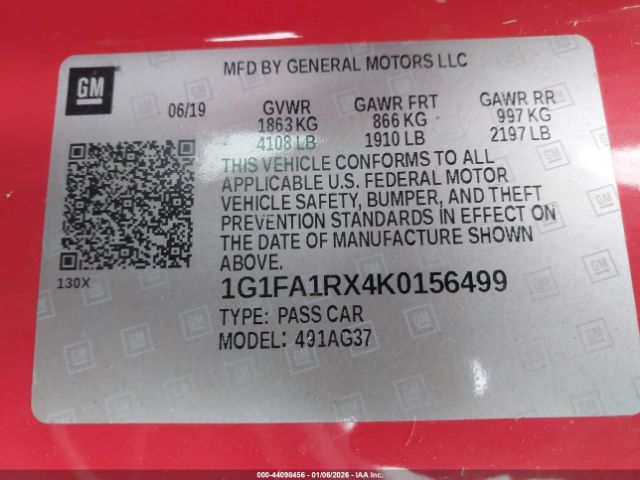 GM
MFD BY GENERAL MOTORS LLC
06/19 GVWR GAWR FRT GAWR RR
1863 KG 866 KG 997 KG
4108 LB 1910 LB 2197 LB
THIS VEHICLE CONFORMS TO ALL
APPLICABLE U.S. FEDERAL MOTOR
VEHICLE SAFETY, BUMPER, AND THEFT
PREVENTION STANDARDS IN EFFECT ON
THE DATE OF MANUFACTURE SHOWN
ABOVE.
130X
1G1FA1RX4K0156499
TYPE: PASS CAR
MODEL: 491AG37
000-44098456 | 01/06/2026 - IAA Inc.